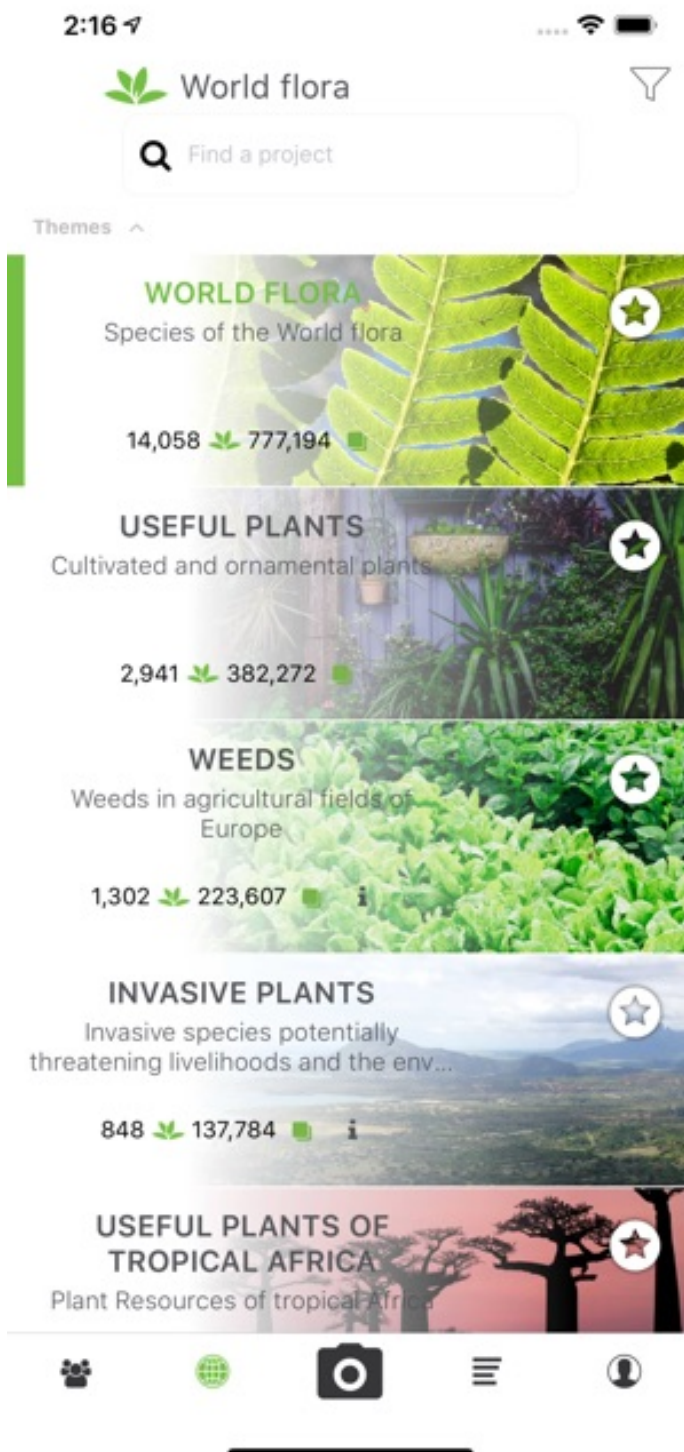 2:16
World flora
Find a project
Themes
WORLD FLORA
Species of the World flora
14,058 777,194
USEFUL PLANTS
Cultivated and ornamental plants
2,941 382,272
WEEDS
Weeds in agricultural fields of
Europe
1,302 223,607 i
INVASIVE PLANTS
Invasive species potentially
threatening livelihoods and the env...
848 137,784 i
USEFUL PLANTS OF
TROPICAL AFRICA
Plant Resources of tropical Africa